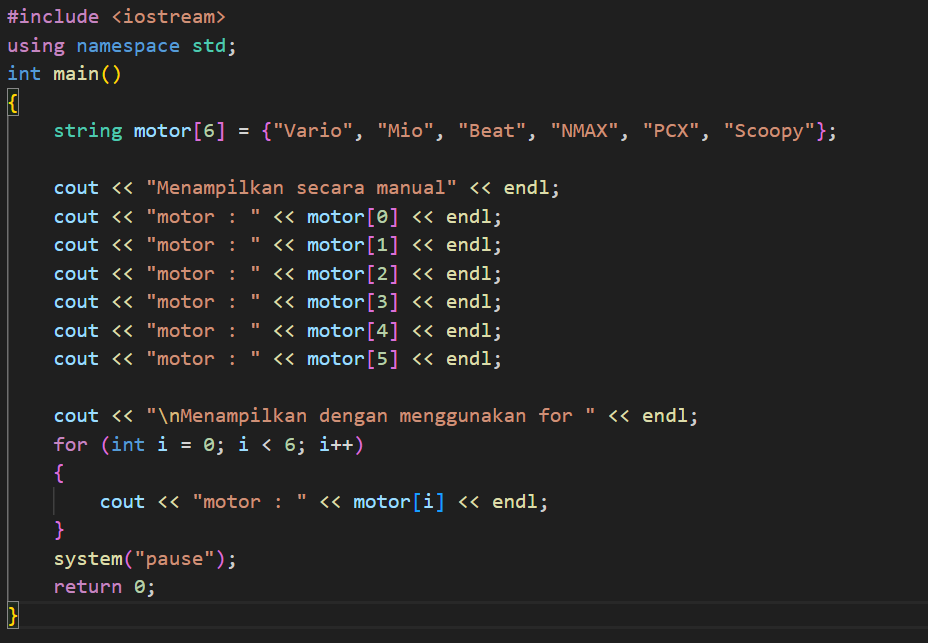 #include <iostream>
using namespace std;
int main()
{
    string motor[6] = {"Vario", "Mio", "Beat", "NMAX", "PCX", "Scoopy"};

    cout << "Menampilkan secara manual" << endl;
    cout << "motor : " << motor[0] << endl;
    cout << "motor : " << motor[1] << endl;
    cout << "motor : " << motor[2] << endl;
    cout << "motor : " << motor[3] << endl;
    cout << "motor : " << motor[4] << endl;
    cout << "motor : " << motor[5] << endl;

    cout << "\nMenampilkan dengan menggunakan for " << endl;
    for (int i = 0; i < 6; i++)
    {
        cout << "motor : " << motor[i] << endl;
    }
    system("pause");
    return 0;
}